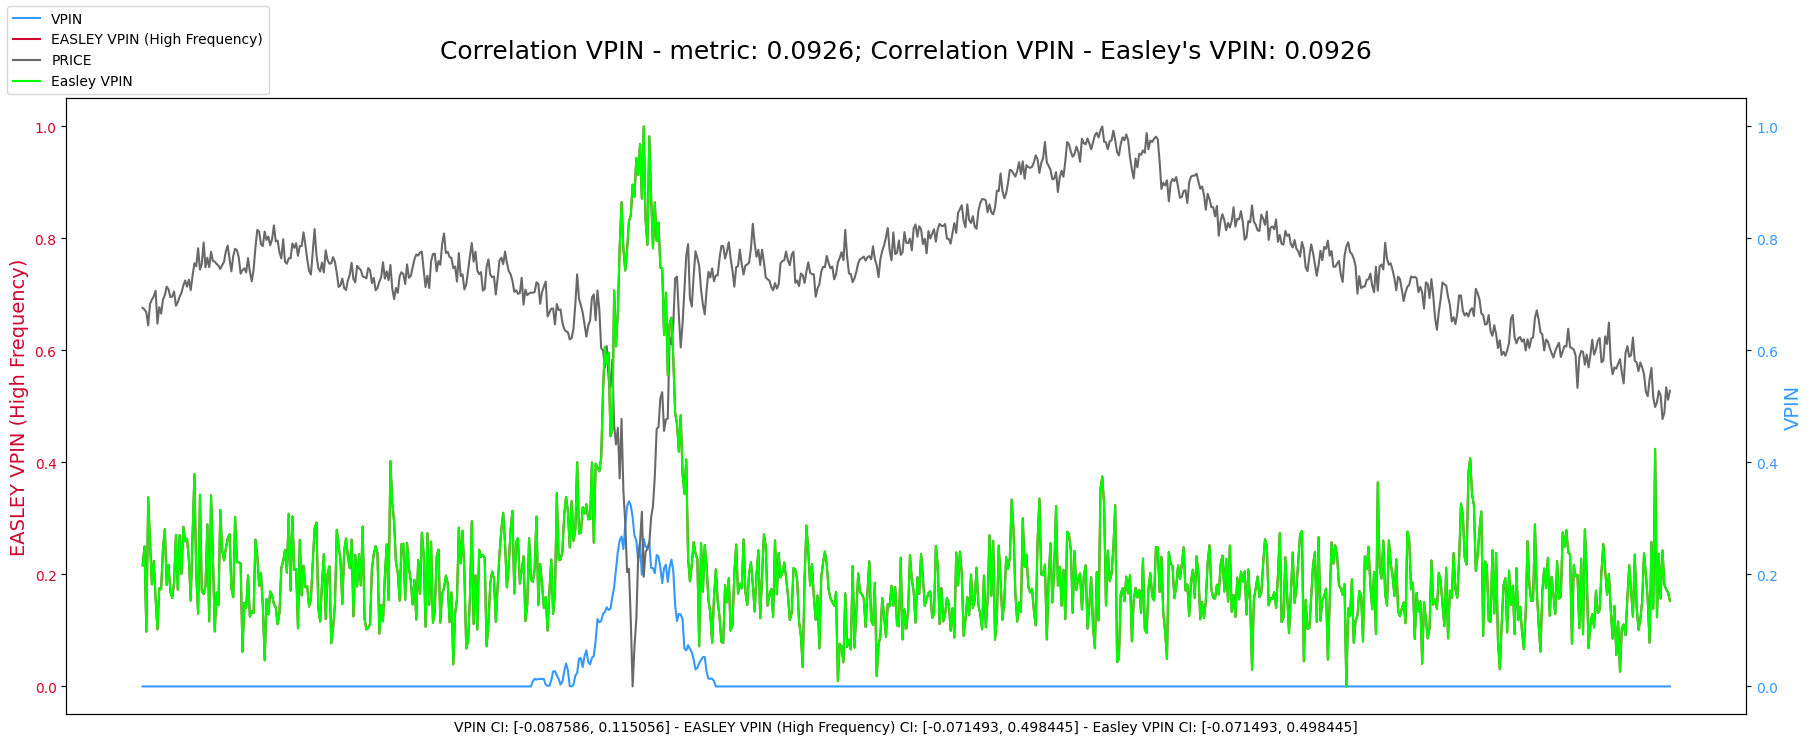 VPIN
EASLEY VPIN (High Frequency)
PRICE
Easley VPIN
Correlation VPIN - metric: 0.0926; Correlation VPIN - Easley's VPIN: 0.0926
EASLEY VPIN (High Frequency)
1.0
0.8
0.6
0.4
0.2
0.0
1.0
0.8
0.6
0.4
0.2
0.0
VPIN
VPIN CI: [-0.087586, 0.115056] - EASLEY VPIN (High Frequency) CI: [-0.071493, 0.498445] - Easley VPIN CI: [-0.071493, 0.498445]